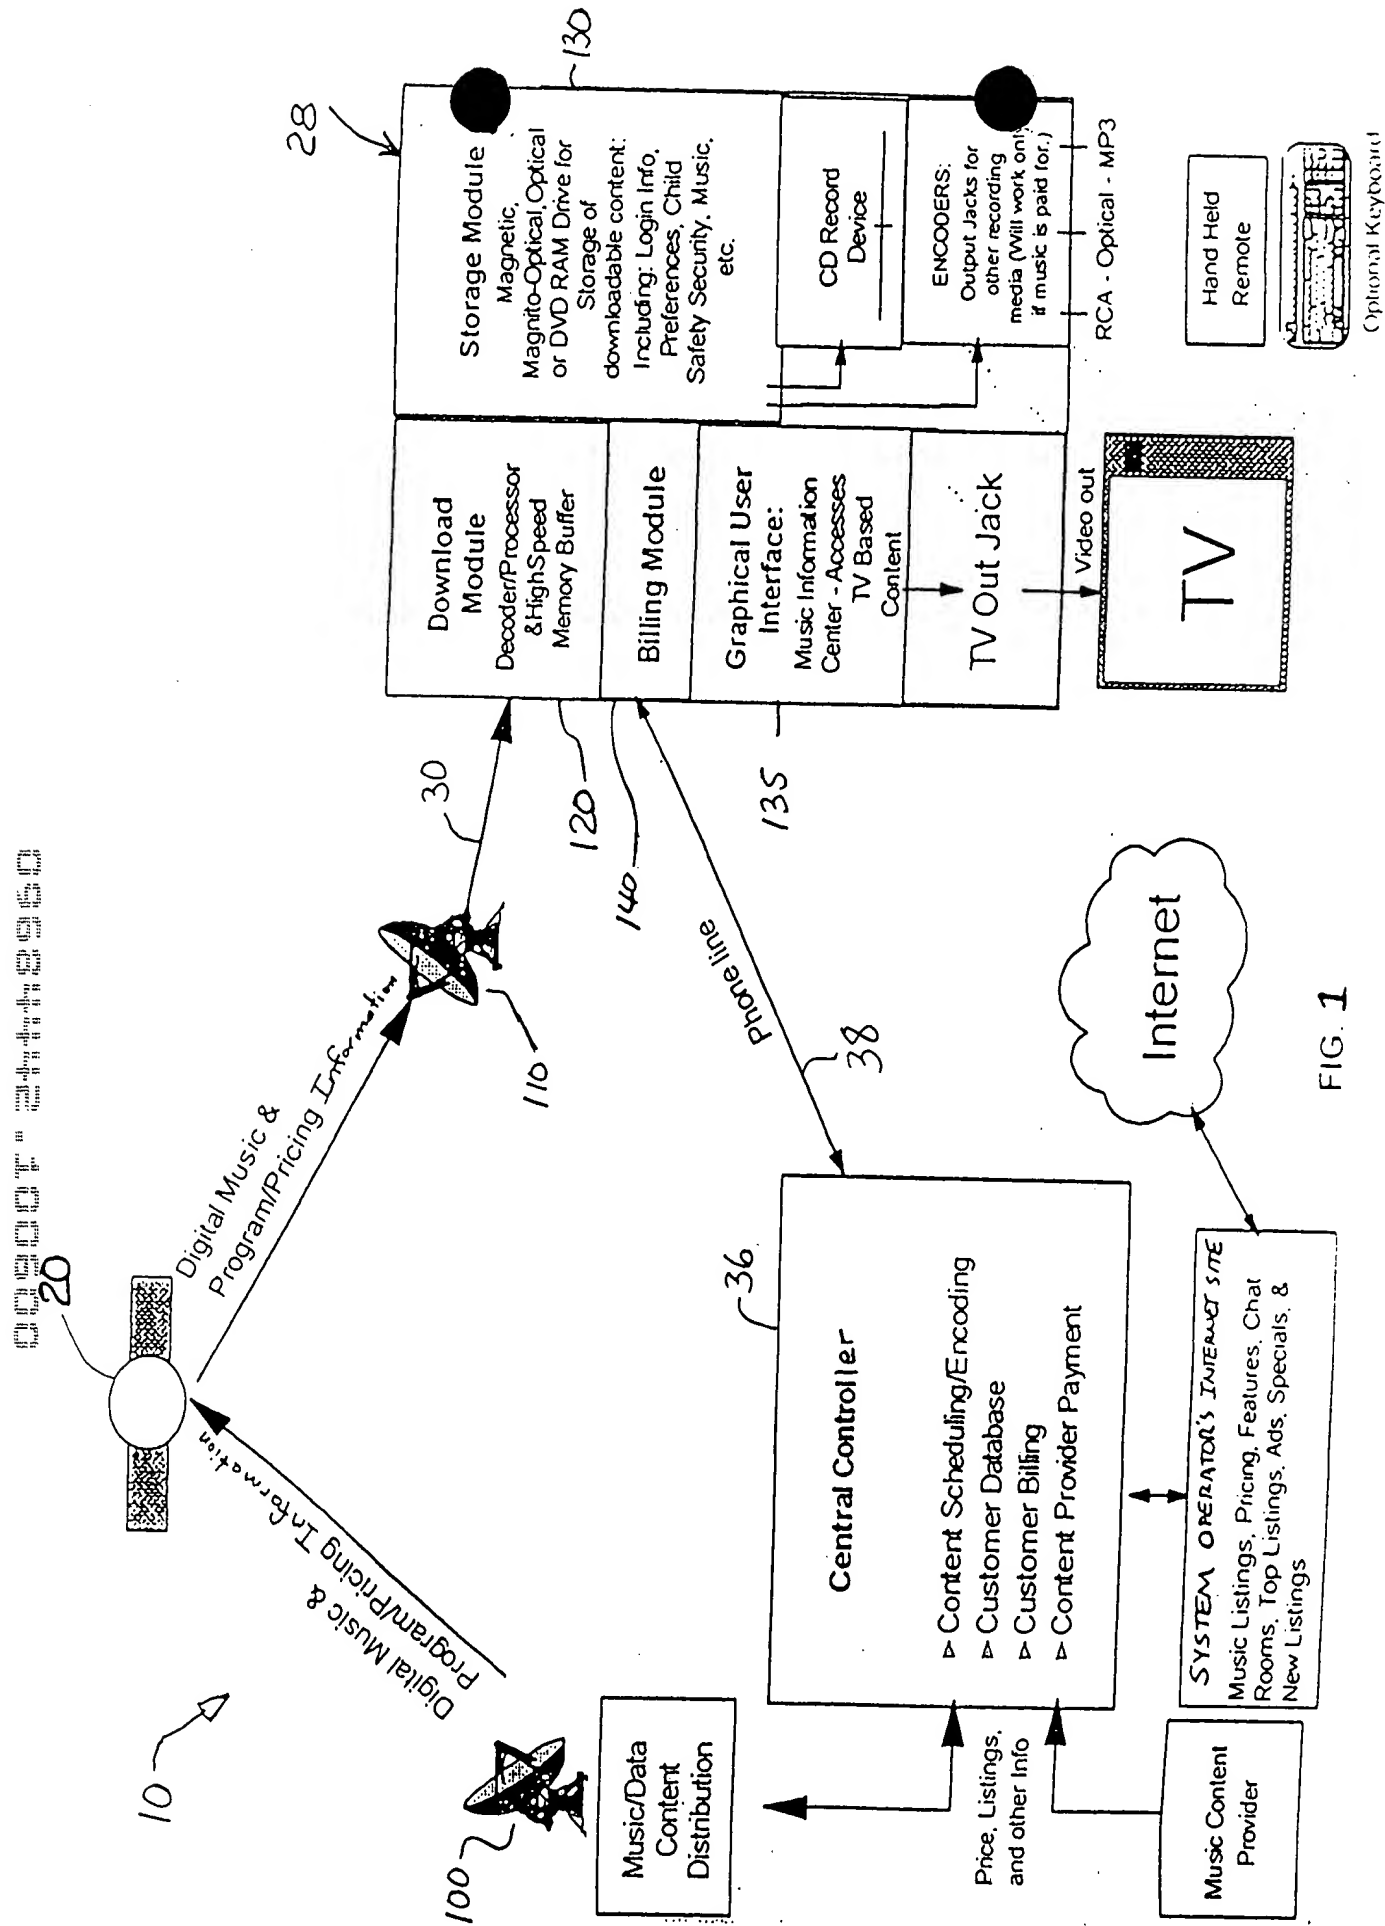 09684442.100600
20
10
Digital Music &
Program/Pricing Information
Digital Music &
Program/Pricing Information
100
110
30
Music/Data
Content
Distribution
28
120
140
135
130
Download
Module
Decoder/Processor
&HighSpeed
Memory Buffer
Billing Module
Graphical User
Interface:
Music Information
Center - Accesses
TV Based
Content
TV Out Jack
Video out
TV
Storage Module
Magnetic,
Magnito-Optical, Optical
or DVD RAM Drive for
Storage of
downloadable content:
Including: Login Info,
Preferences, Child
Safety Security, Music,
etc.
CD Record
Device
ENCODERS:
Output Jacks for
other recording
media (Will work only
if music is paid for.)
RCA - Optical - MP3
Hand Held
Remote
Optional Keyboard
Phone line
38
36
Central Controller
▷ Content Scheduling/Encoding
▷ Customer Database
▷ Customer Billing
▷ Content Provider Payment
Price, Listings,
and other Info
Music Content
Provider
SYSTEM OPERATOR'S INTERNET SITE
Music Listings, Pricing, Features, Chat
Rooms, Top Listings, Ads, Specials, &
New Listings
Internet
FIG. 1